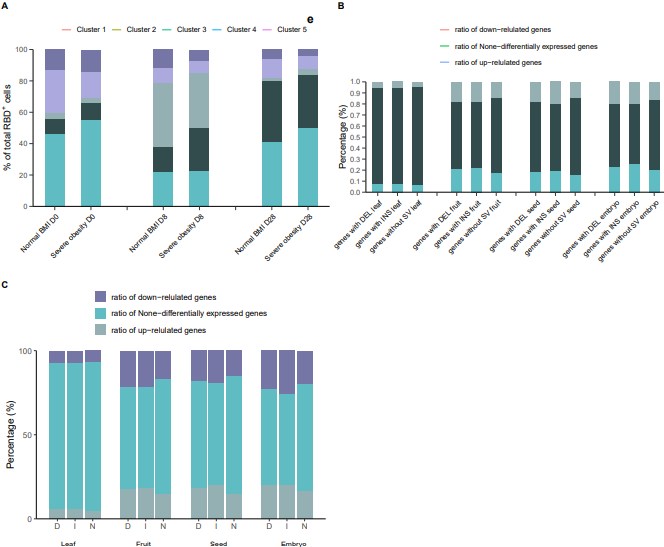 A
Cluster 1 Cluster 2 Cluster 3 Cluster 4 Cluster 5
e
% of total RBD+ cells
100
80
60
40
20
0
Normal BMI D0
Severe obesity D0
Normal BMI D8
Severe obesity D8
Normal BMI D28
Severe obesity D28
B
ratio of down-relulated genes
ratio of None-differentially expressed genes
ratio of up-relulated genes
Percentage (%)
1.0
0.9
0.8
0.7
0.6
0.5
0.4
0.3
0.2
0.1
0.0
genes with DEL leaf
genes with INS leaf
genes without SV leaf
genes with DEL fruit
genes with INS fruit
genes without SV fruit
genes with DEL seed
genes with INS seed
genes without SV seed
genes with DEL embryo
genes with INS embryo
genes without SV embryo
C
ratio of down-relulated genes
ratio of None-differentially expressed genes
ratio of up-relulated genes
Percentage (%)
100
50
0
D I N D I N D I N D I N
Leaf Fruit Seed Embryo